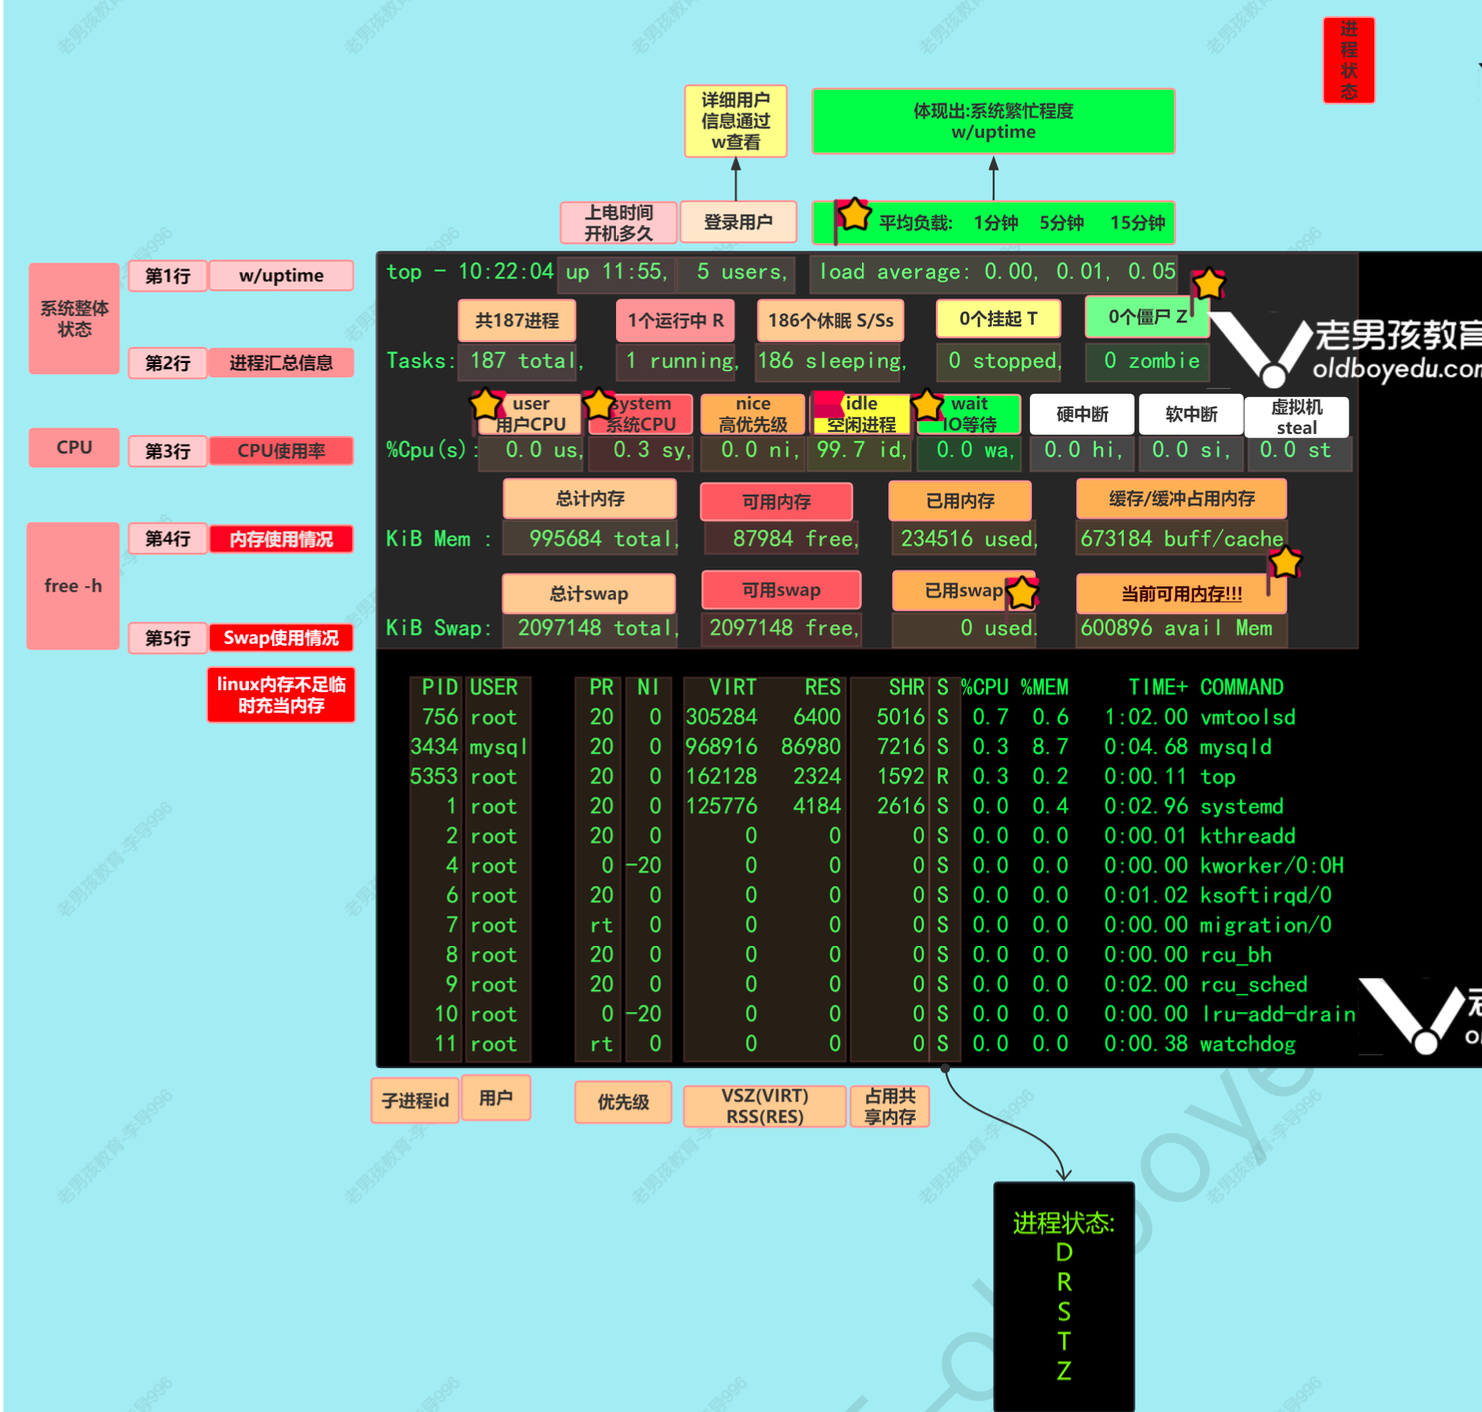 进程状态
详细用户
信息通过
w查看
体现出:系统繁忙程度
w/uptime
上电时间
开机多久
登录用户
平均负载: 1分钟 5分钟 15分钟
系统整体
状态
第1行 w/uptime
top - 10:22:04 up 11:55, 5 users, load average: 0.00, 0.01, 0.05
共187进程 1个运行中 R 186个休眠 S/Ss 0个挂起 T 0个僵尸 Z
第2行 进程汇总信息
Tasks: 187 total, 1 running, 186 sleeping, 0 stopped, 0 zombie
老男孩教育
oldboyedu.com
user
用户CPU
system
系统CPU
nice
高优先级
idle
空闲进程
wait
IO等待
硬中断
软中断
虚拟机
steal
CPU
第3行 CPU使用率
%Cpu(s): 0.0 us, 0.3 sy, 0.0 ni, 99.7 id, 0.0 wa, 0.0 hi, 0.0 si, 0.0 st
总计内存 可用内存 已用内存 缓存/缓冲占用内存
free -h
第4行 内存使用情况
KiB Mem : 995684 total, 87984 free, 234516 used, 673184 buff/cache
总计swap 可用swap 已用swap 当前可用内存!!!
第5行 Swap使用情况
KiB Swap: 2097148 total, 2097148 free, 0 used. 600896 avail Mem
linux内存不足临
时充当内存
PID USER PR NI VIRT RES SHR S %CPU %MEM TIME+ COMMAND
756 root 20 0 305284 6400 5016 S 0.7 0.6 1:02.00 vmtoolsd
3434 mysql 20 0 968916 86980 7216 S 0.3 8.7 0:04.68 mysqld
5353 root 20 0 162128 2324 1592 R 0.3 0.2 0:00.11 top
1 root 20 0 125776 4184 2616 S 0.0 0.4 0:02.96 systemd
2 root 20 0 0 0 0 S 0.0 0.0 0:00.01 kthreadd
4 root 0 -20 0 0 0 S 0.0 0.0 0:00.00 kworker/0:0H
6 root 20 0 0 0 0 S 0.0 0.0 0:01.02 ksoftirqd/0
7 root rt 0 0 0 0 S 0.0 0.0 0:00.00 migration/0
8 root 20 0 0 0 0 S 0.0 0.0 0:00.00 rcu_bh
9 root 20 0 0 0 0 S 0.0 0.0 0:02.00 rcu_sched
10 root 0 -20 0 0 0 S 0.0 0.0 0:00.00 lru-add-drain
11 root rt 0 0 0 0 S 0.0 0.0 0:00.38 watchdog
子进程id 用户 优先级
VSZ(VIRT)
RSS(RES)
占用共
享内存
进程状态:
D
R
S
T
Z
老男孩教育-李导996